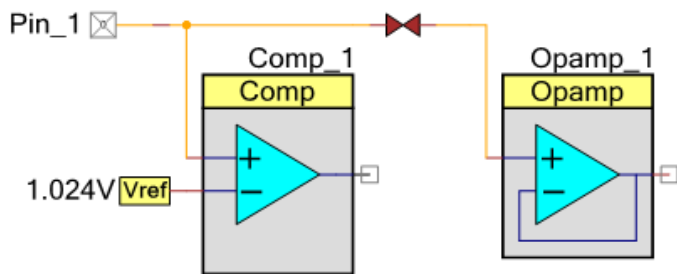 Pin_1
Comp_1
Opamp_1
Comp
Opamp
+
+
−
−
1.024V Vref